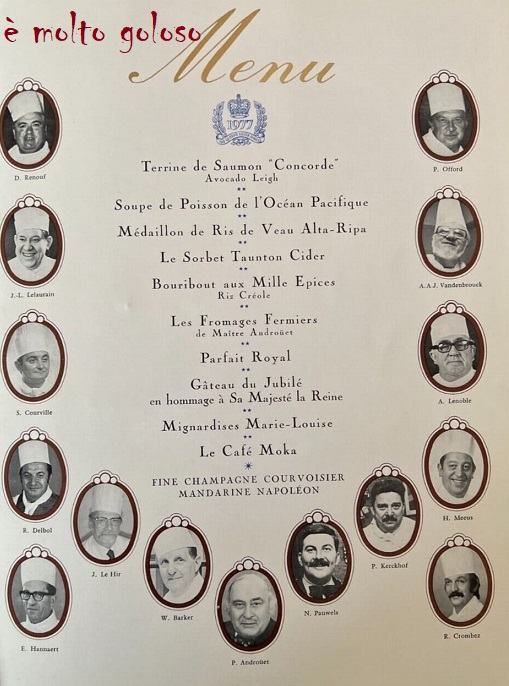 è molto goloso
Menu
1977
Terrine de Saumon "Concorde"
Avocado Leigh
**
Soupe de Poisson de l'Océan Pacifique
**
Médaillon de Ris de Veau Alta-Ripa
**
Le Sorbet Taunton Cider
**
Bouribout aux Mille Epices
Riz Créole
**
Les Fromages Fermiers
de Maître Androuët
**
Parfait Royal
**
Gâteau du Jubilé
en hommage à Sa Majesté la Reine
**
Mignardises Marie-Louise
**
Le Café Moka
*
FINE CHAMPAGNE COURVOISIER
MANDARINE NAPOLÉON
D. Renouf
P. Offord
J.-L. Lelaurain
A.A.J. Vandenbrouck
S. Courville
A. Lenoble
R. Delbol
H. Meeus
J. Le Hir
P. Kerckhof
W. Barker
N. Pauwels
E. Hannaert
R. Crombez
P. Androüet